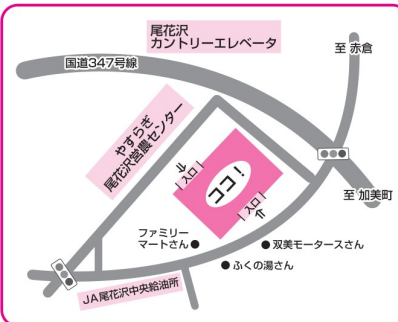 尾花沢
カントリーエレベータ
至 赤倉
国道347号線
やすらぎ
尾花沢営農センター
入口
ココ！
入口
至 加美町
ファミリー
マートさん
双美モータースさん
ふくの湯さん
JA尾花沢中央給油所